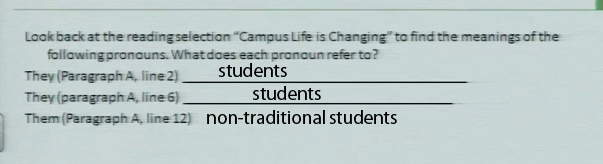 Look back at the reading selection "Campus Life is Changing" to find the meanings of the
following pronouns. What does each pronoun refer to?
They (Paragraph A, line 2) students
They (paragraph A, line 6) students
Them (Paragraph A, line 12) non-traditional students